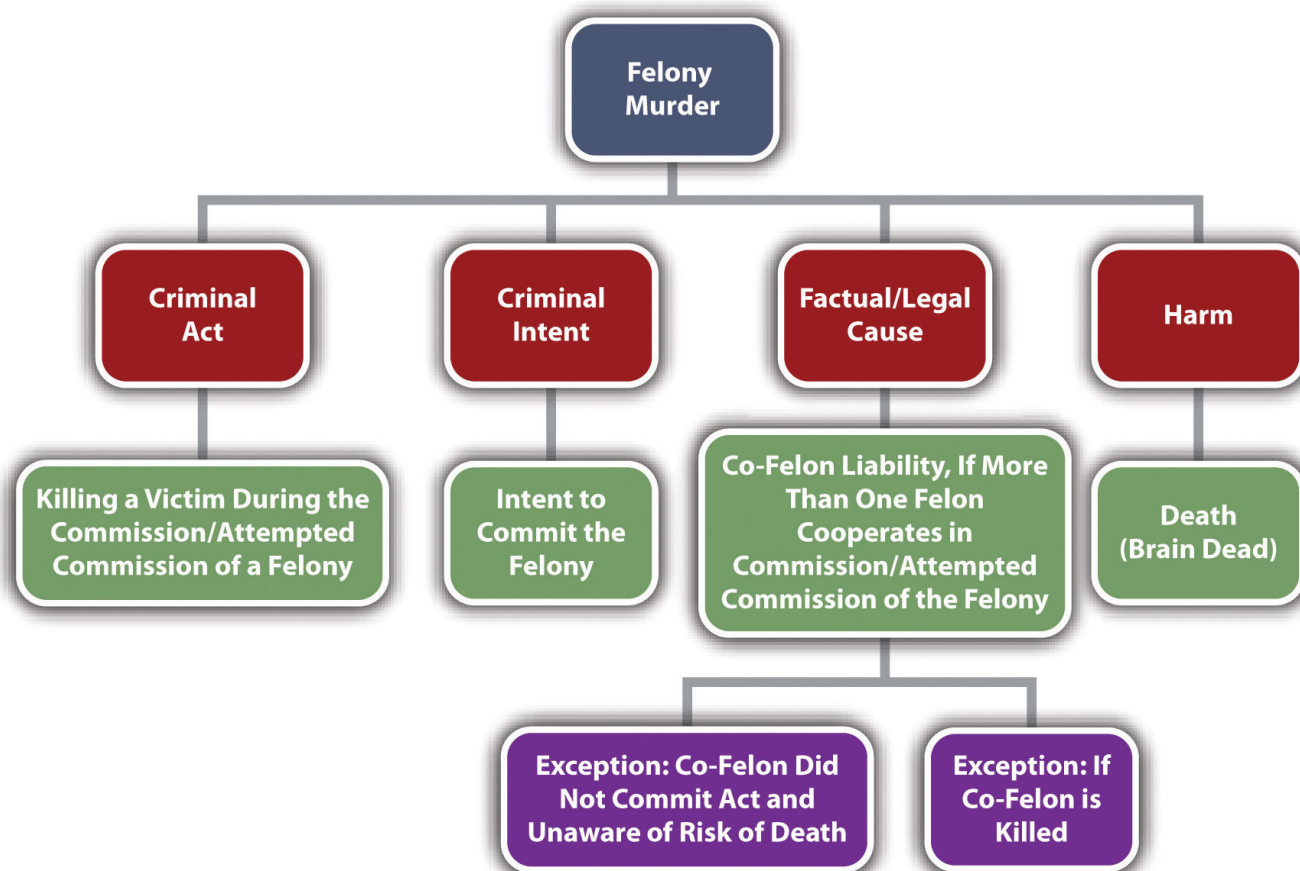 Felony
Murder
Criminal
Act
Criminal
Intent
Factual/Legal
Cause
Harm
Killing a Victim During the
Commission/Attempted
Commission of a Felony
Intent to
Commit the
Felony
Co-Felon Liability, If More
Than One Felon
Cooperates in
Commission/Attempted
Commission of the Felony
Death
(Brain Dead)
Exception: Co-Felon Did
Not Commit Act and
Unaware of Risk of Death
Exception: If
Co-Felon is
Killed